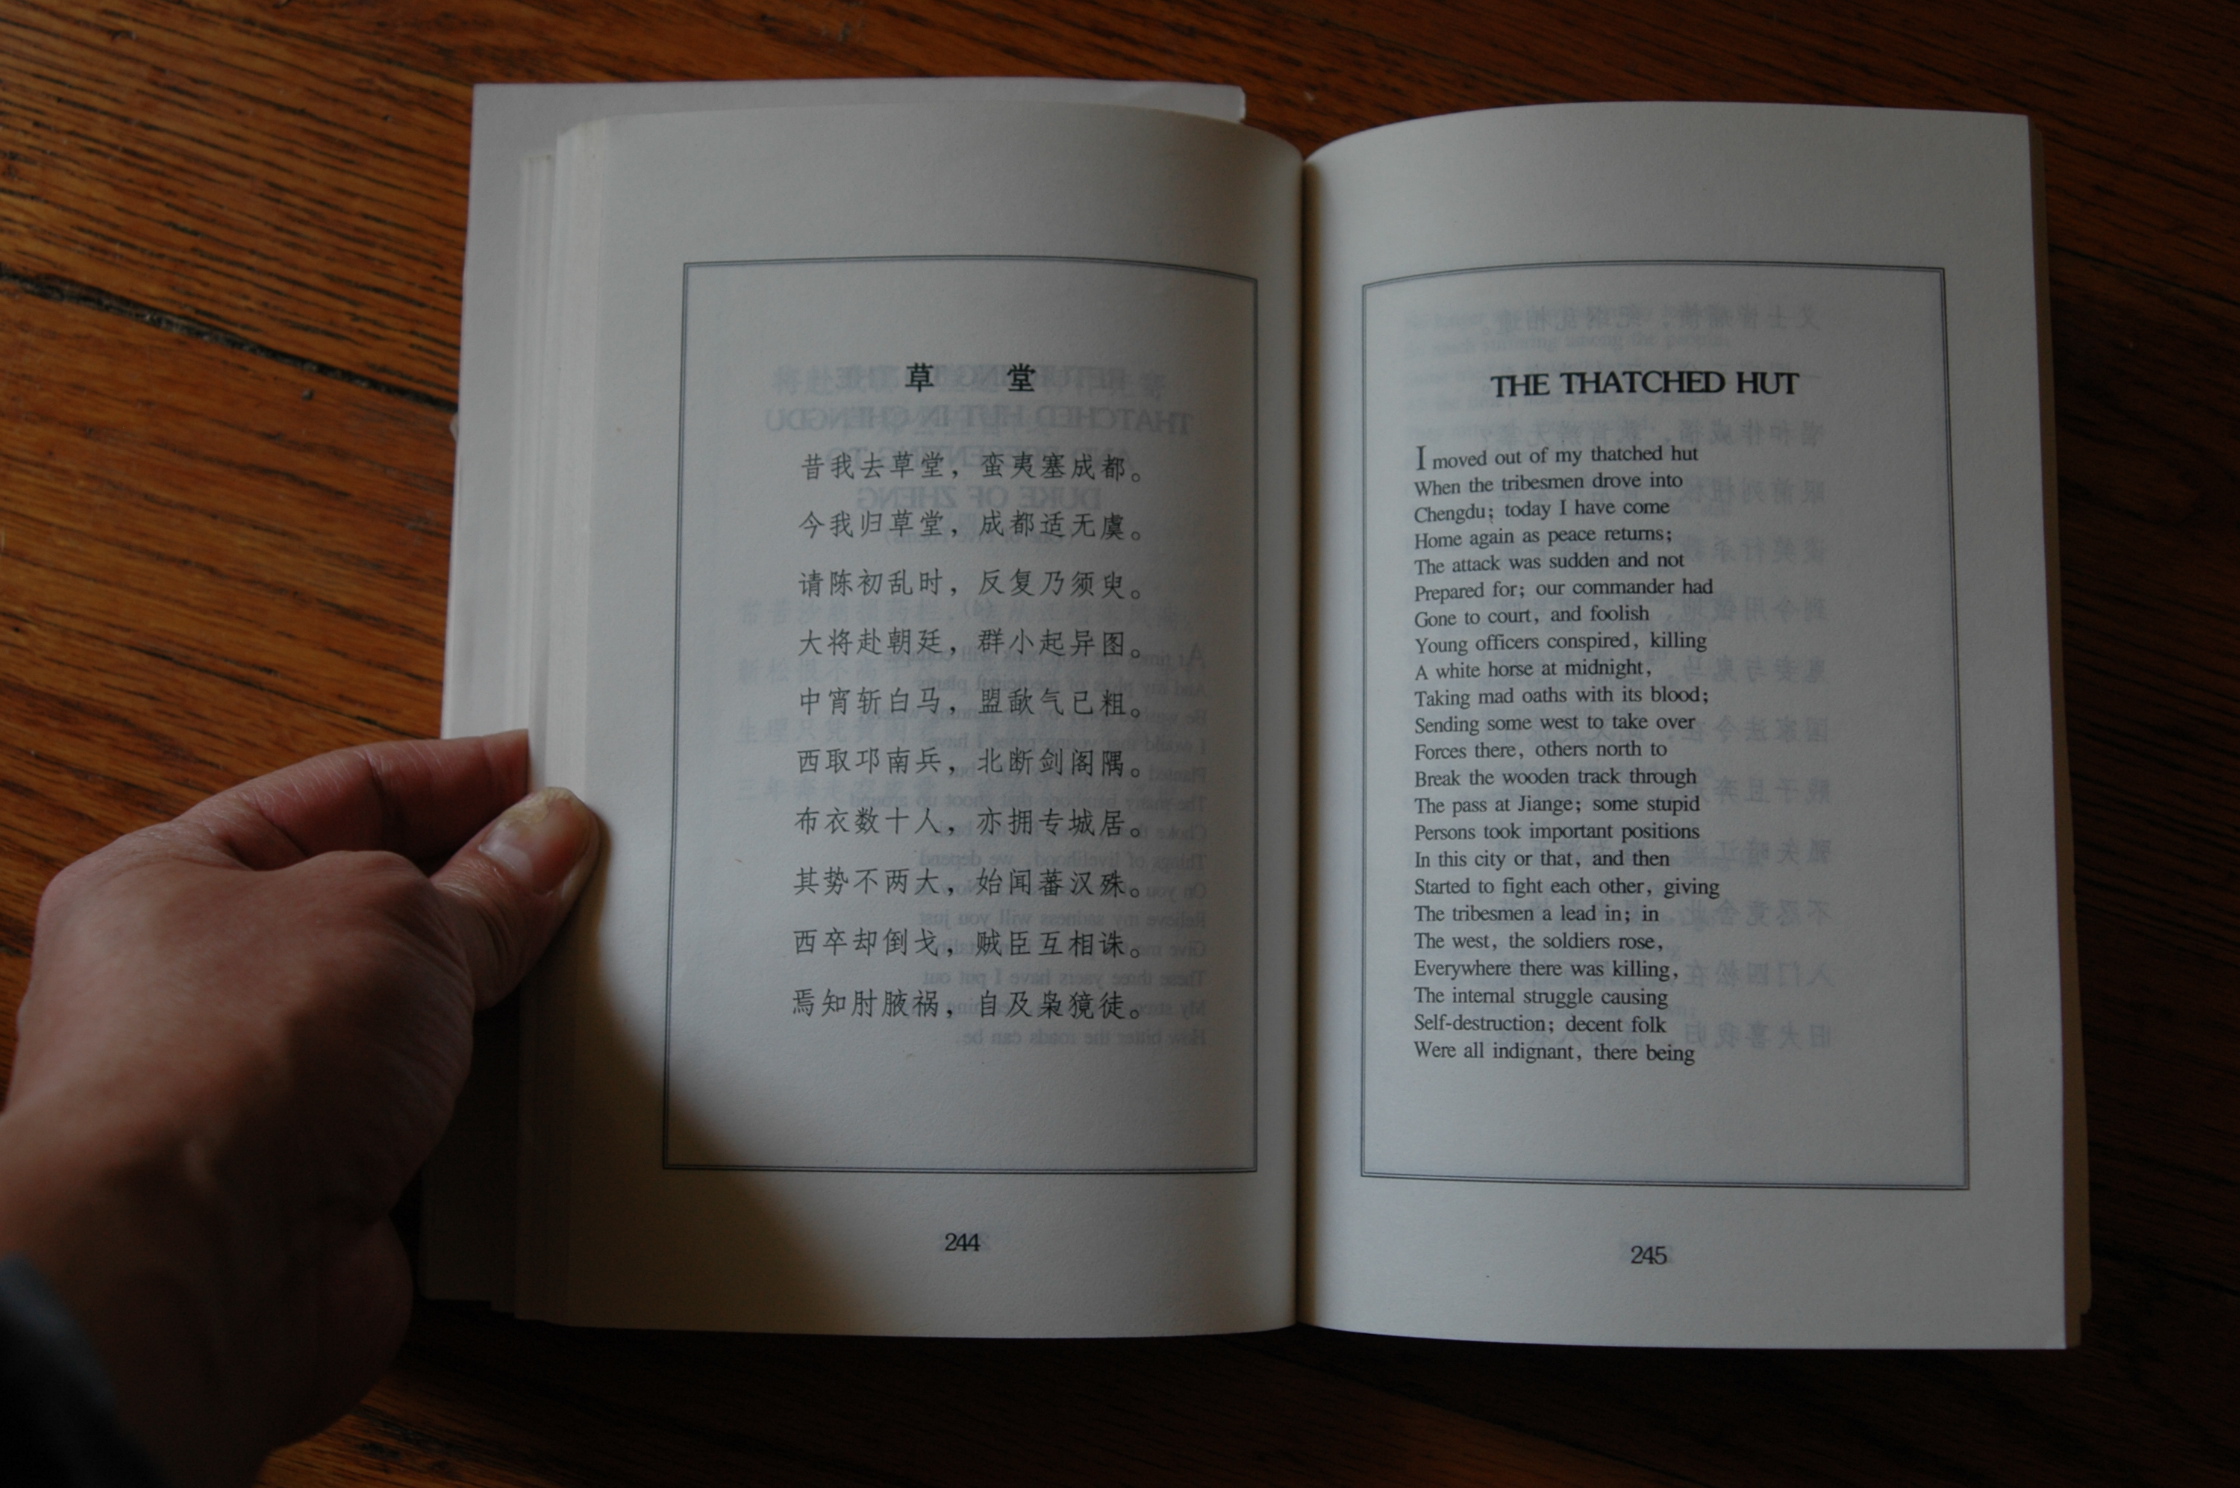 草 堂
昔我去草堂，蛮夷塞成都。
今我归草堂，成都适无虞。
请陈初乱时，反复乃须臾。
大将赴朝廷，群小起异图。
中宵斩白马，盟歃气已粗。
西取邛南兵，北断剑阁隅。
布衣数十人，亦拥专城居。
其势不两大，始闻蕃汉殊。
西卒却倒戈，贼臣互相诛。
焉知肘腋祸，自及枭獍徒。
244
THE THATCHED HUT
I moved out of my thatched hut
When the tribesmen drove into
Chengdu; today I have come
Home again as peace returns;
The attack was sudden and not
Prepared for; our commander had
Gone to court, and foolish
Young officers conspired, killing
A white horse at midnight,
Taking mad oaths with its blood;
Sending some west to take over
Forces there, others north to
Break the wooden track through
The pass at Jiange; some stupid
Persons took important positions
In this city or that, and then
Started to fight each other, giving
The tribesmen a lead in; in
The west, the soldiers rose,
Everywhere there was killing,
The internal struggle causing
Self-destruction; decent folk
Were all indignant, there being
245